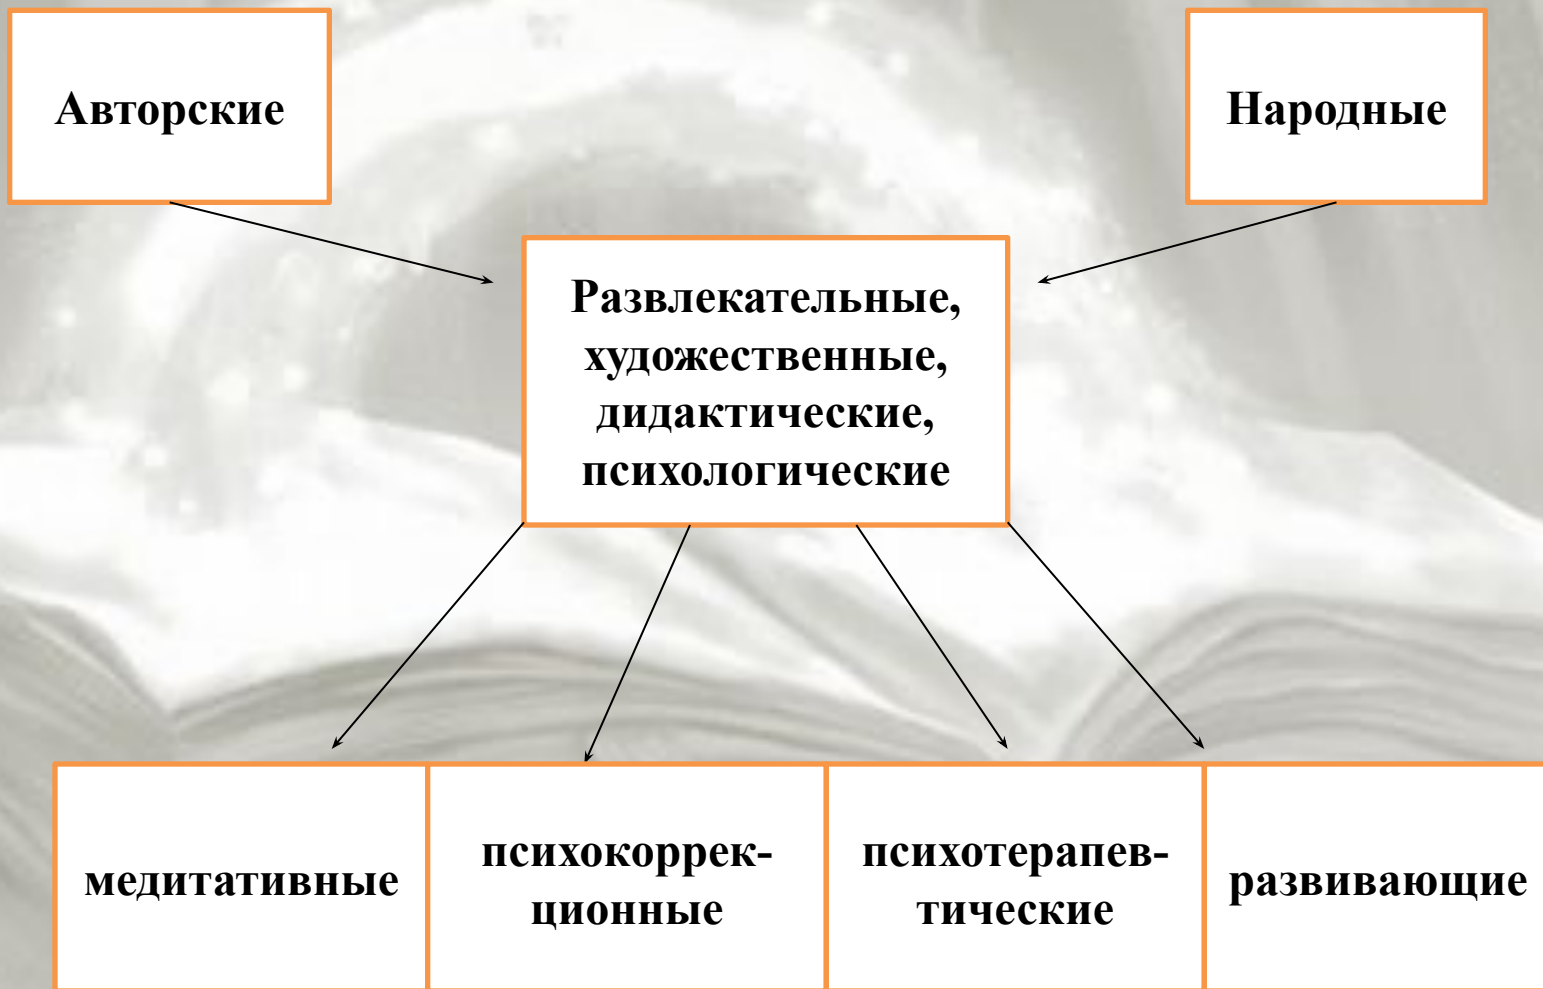 Авторские
Народные
Развлекательные,
художественные,
дидактические,
психологические
медитативные
психокоррек-
ционные
психотерапев-
тические
развивающие